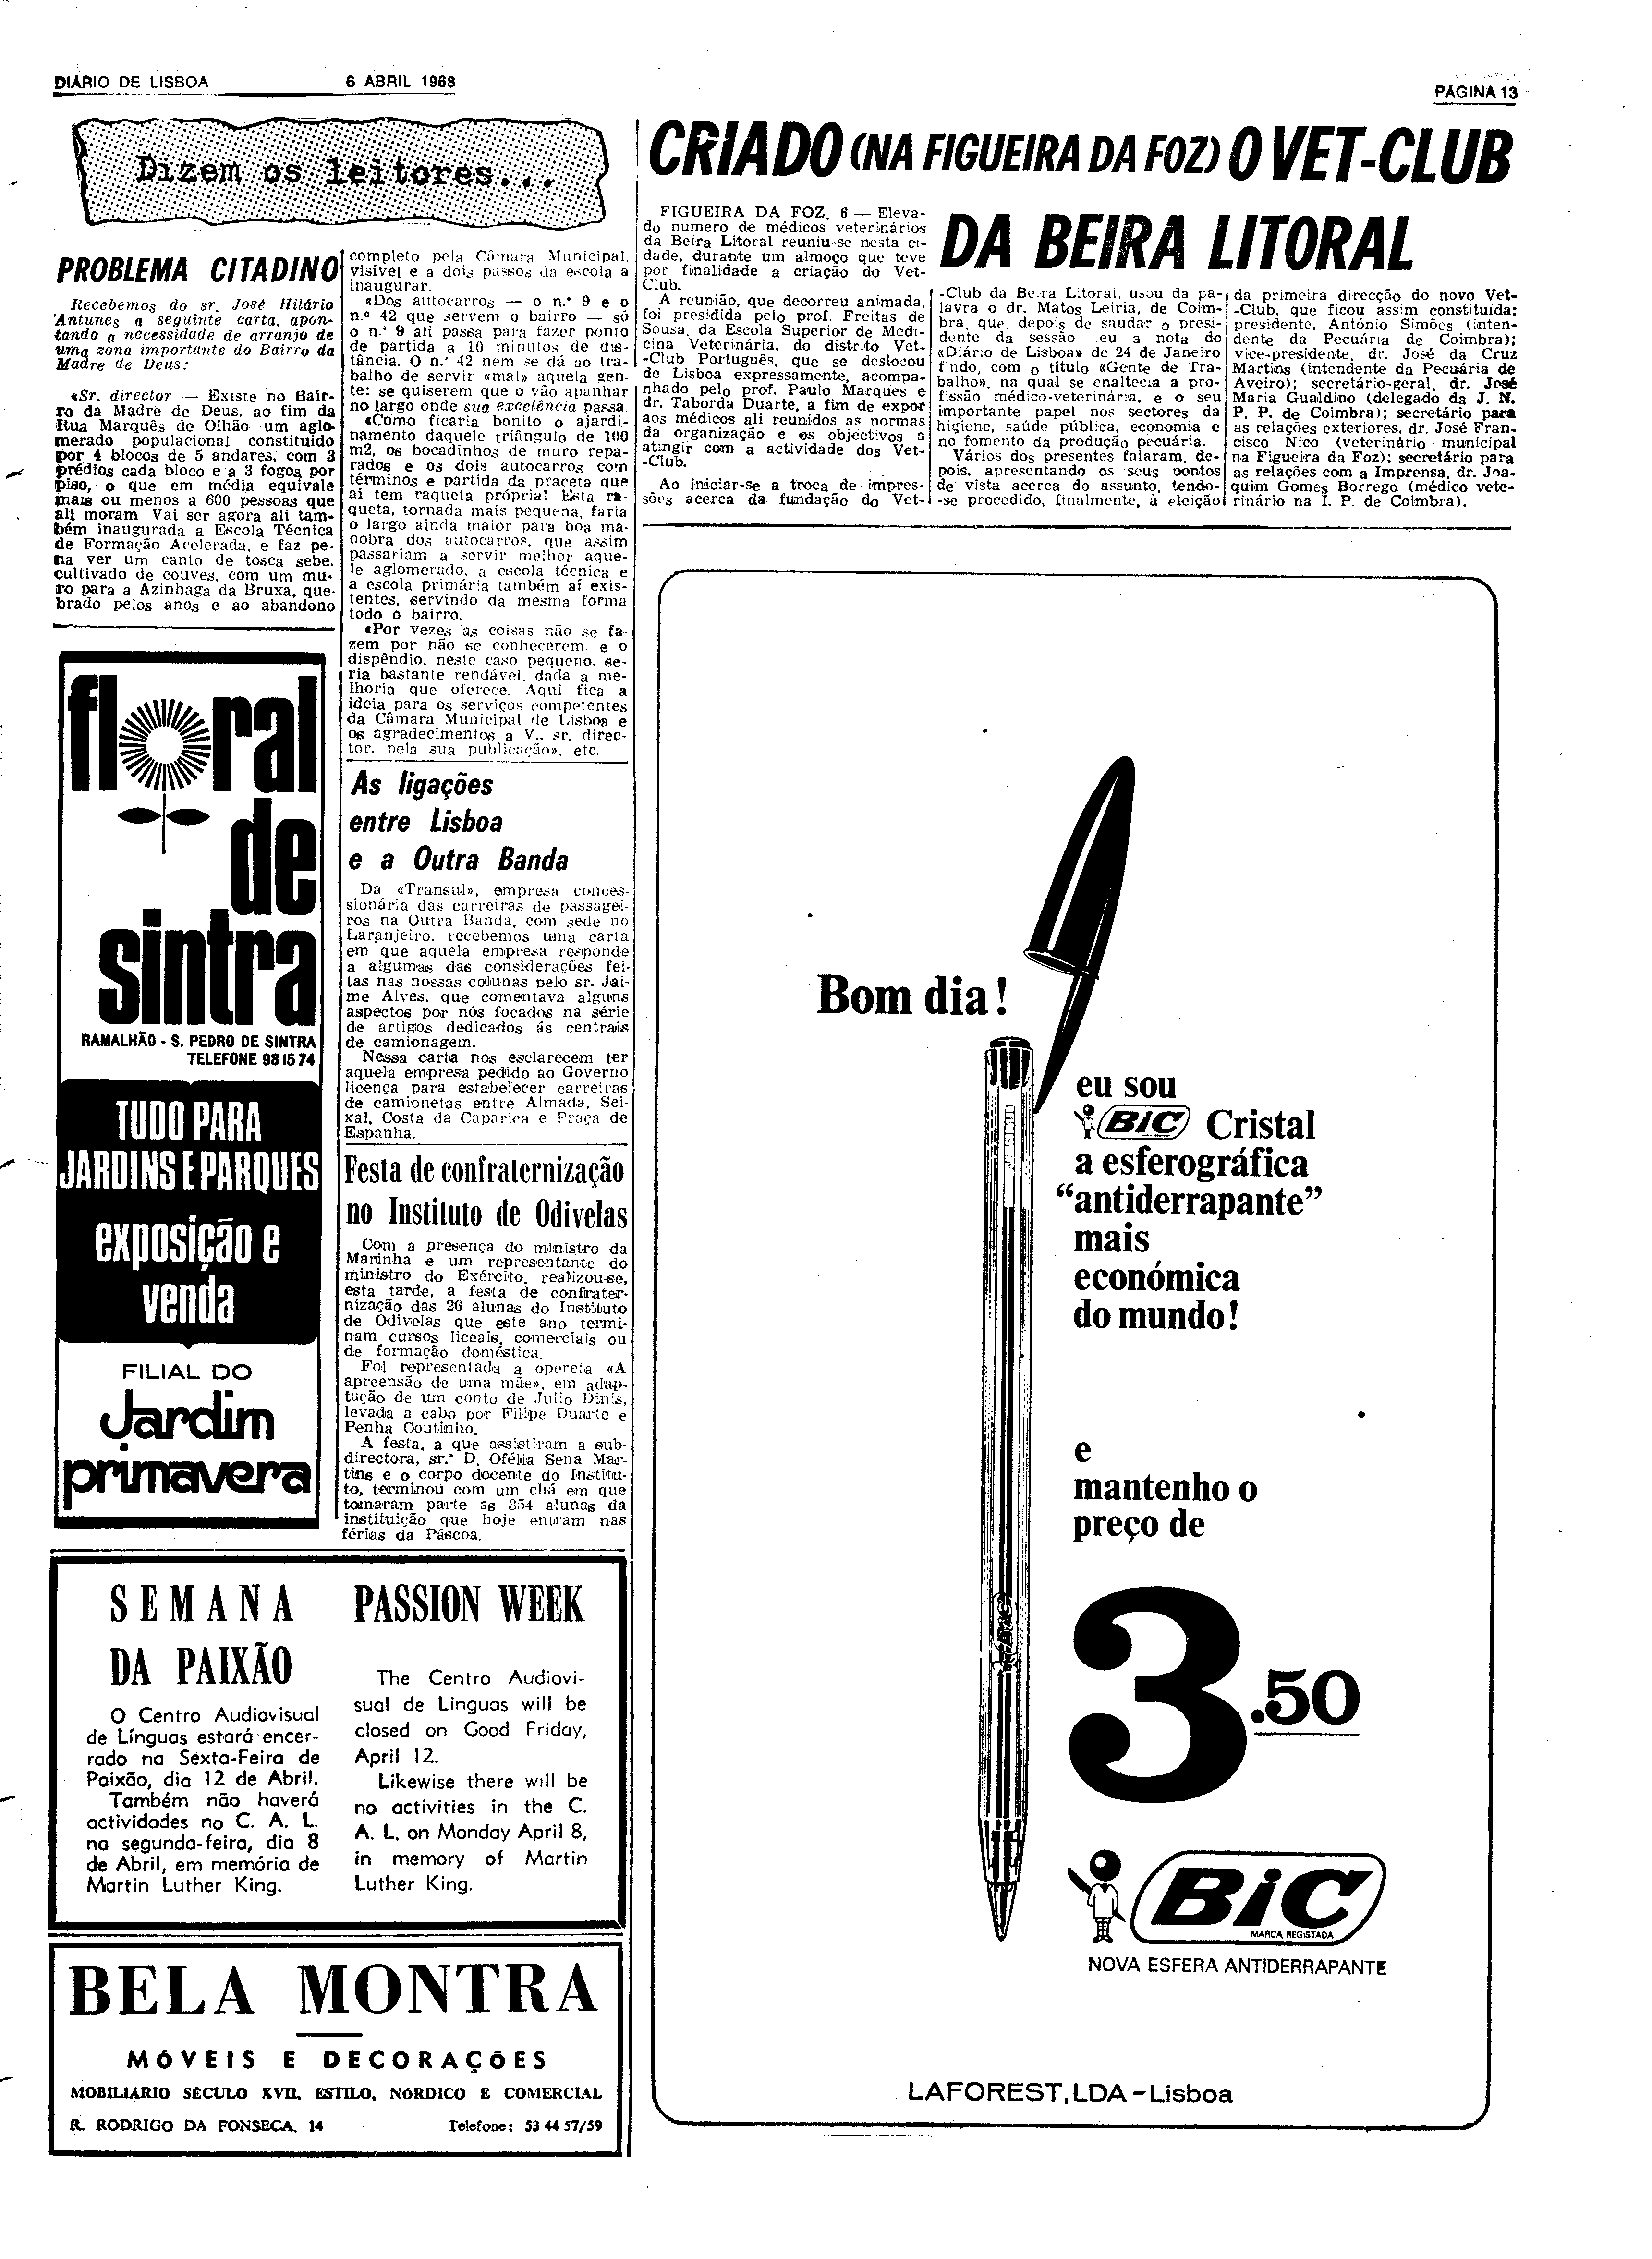 DIÁRIO DE LISBOA 6 ABRIL 1968
PÁGINA 13
Dizem os leitores...
PROBLEMA CITADINO
Recebemos do sr. José Hilário
Antunes a seguinte carta, apon-
tando a necessidade de arranjo de
uma zona importante do Bairro da
Madre de Deus:
«Sr. director — Existe no Bair-
ro da Madre de Deus, ao fim da
Rua Marquês de Olhão um aglo-
merado populacional constituído
por 4 blocos de 5 andares, com 3
prédios cada bloco e a 3 fogos por
piso, o que em média equivale
mais ou menos a 600 pessoas que
ali moram Vai ser agora ali tam-
bém inaugurada a Escola Técnica
de Formação Acelerada, e faz pe-
na ver um canto de tosca sebe,
cultivado de couves, com um mu-
ro para a Azinhaga da Bruxa, que-
brado pelos anos e ao abandono
completo pela Câmara Municipal,
visível e a dois passos da escola a
inaugurar.
«Dos autocarros — o n.º 9 e o
n.º 42 que servem o bairro — só
o n.º 9 ali passa para fazer ponto
de partida a 10 minutos de dis-
tância. O n.º 42 nem se dá ao tra-
balho de servir «mal» aquela gen-
te: se quiserem que o vão apanhar
no largo onde sua excelência passa.
«Como ficaria bonito o ajardi-
namento daquele triângulo de 100
m2, os bocadinhos de muro repa-
rados e os dois autocarros com
términos e partida da praceta que
aí tem raqueta própria! Esta ra-
queta, tornada mais pequena, faria
o largo ainda maior para boa ma-
nobra dos autocarros, que assim
passariam a servir melhor aque-
le aglomerado, a escola técnica e
a escola primária também aí exis-
tentes, servindo da mesma forma
todo o bairro.
«Por vezes as coisas não se fa-
zem por não se conhecerem, e o
dispêndio, neste caso pequeno, se-
ria bastante rendável, dada a me-
lhoria que oferece. Aqui fica a
ideia para os serviços competentes
da Câmara Municipal de Lisboa e
os agradecimentos a V., sr. direc-
tor, pela sua publicação», etc.
As ligações
entre Lisboa
e a Outra Banda
Da «Transul», empresa conces-
sionária das carreiras de passagei-
ros na Outra Banda, com sede no
Laranjeiro, recebemos uma carta
em que aquela empresa responde
a algumas das considerações fei-
tas nas nossas colunas pelo sr. Jai-
me Alves, que comentava alguns
aspectos por nós focados na série
de artigos dedicados ás centrais
de camionagem.
Nessa carta nos esclarecem ter
aquela empresa pedido ao Governo
licença para estabelecer carreiras
de camionetas entre Almada, Sei-
xal, Costa da Caparica e Praça de
Espanha.
Festa de confraternização
no Instituto de Odivelas
Com a presença do ministro da
Marinha e um representante do
ministro do Exército, realizou-se,
esta tarde, a festa de confrater-
nização das 26 alunas do Instituto
de Odivelas que este ano termi-
nam cursos liceais, comerciais ou
de formação doméstica.
Foi representada a opereta «A
apreensão de uma mãe», em adap-
tação de um conto de Julio Dinis,
levada a cabo por Filipe Duarte e
Penha Coutinho.
A festa, a que assistiram a sub-
directora, sr.ª D. Ofélia Sena Mar-
tins e o corpo docente do Institu-
to, terminou com um chá em que
tomaram parte as 354 alunas da
instituição que hoje entram nas
férias da Páscoa.
floral
de
sintra
RAMALHÃO - S. PEDRO DE SINTRA
TELEFONE 98 15 74
TUDO PARA
JARDINS E PARQUES
exposição e
venda
FILIAL DO
Jardim
primavera
SEMANA
DA PAIXÃO
O Centro Audiovisual
de Línguas estará encer-
rado na Sexta-Feira de
Paixão, dia 12 de Abril.
Também não haverá
actividades no C. A. L.
na segunda-feira, dia 8
de Abril, em memória de
Martin Luther King.
PASSION WEEK
The Centro Audiovi-
sual de Linguas will be
closed on Good Friday,
April 12.
Likewise there will be
no activities in the C.
A. L. on Monday April 8,
in memory of Martin
Luther King.
BELA MONTRA
MÓVEIS E DECORAÇÕES
MOBILIÁRIO SÉCULO XVII, ESTILO, NÓRDICO E COMERCIAL
R. RODRIGO DA FONSECA, 14 Telefone: 53 44 57/59
CRIADO (NA FIGUEIRA DA FOZ) O VET-CLUB
DA BEIRA LITORAL
FIGUEIRA DA FOZ, 6 — Eleva-
do numero de médicos veterinários
da Beira Litoral reuniu-se nesta ci-
dade, durante um almoço que teve
por finalidade a criação do Vet-
Club.
A reunião, que decorreu animada,
foi presidida pelo prof. Freitas de
Sousa, da Escola Superior de Medi-
cina Veterinária, do distrito Vet-
-Club Português, que se deslocou
de Lisboa expressamente, acompa-
nhado pelo prof. Paulo Marques e
dr. Taborda Duarte, a fim de expor
aos médicos ali reunidos as normas
da organização e os objectivos a
atingir com a actividade dos Vet-
-Club.
Ao iniciar-se a troca de impres-
sões acerca da fundação do Vet-
-Club da Beira Litoral, usou da pa-
lavra o dr. Matos Leiria, de Coim-
bra, que, depois de saudar o presi-
dente da sessão leu a nota do
«Diário de Lisboa» de 24 de Janeiro
findo, com o título «Gente de Tra-
balho», na qual se enaltecia a pro-
fissão médico-veterinária, e o seu
importante papel nos sectores da
higiene, saúde pública, economia e
no fomento da produção pecuária.
Vários dos presentes falaram, de-
pois, apresentando os seus pontos
de vista acerca do assunto, tendo-
-se procedido, finalmente, à eleição
da primeira direcção do novo Vet-
-Club, que ficou assim constituida:
presidente, António Simões (inten-
dente da Pecuária de Coimbra);
vice-presidente, dr. José da Cruz
Martins (intendente da Pecuária de
Aveiro); secretário-geral, dr. José
Maria Gualdino (delegado da J. N.
P. P. de Coimbra); secretário para
as relações exteriores, dr. José Fran-
cisco Nico (veterinário municipal
na Figueira da Foz); secretário para
as relações com a Imprensa, dr. Joa-
quim Gomes Borrego (médico vete-
rinário na I. P. de Coimbra).
Bom dia!
eu sou
BiC Cristal
a esferográfica
“antiderrapante”
mais
económica
do mundo!
e
mantenho o
preço de
3.50
BiC
BiC
MARCA REGISTADA
NOVA ESFERA ANTIDERRAPANTE
LAFOREST, LDA - Lisboa